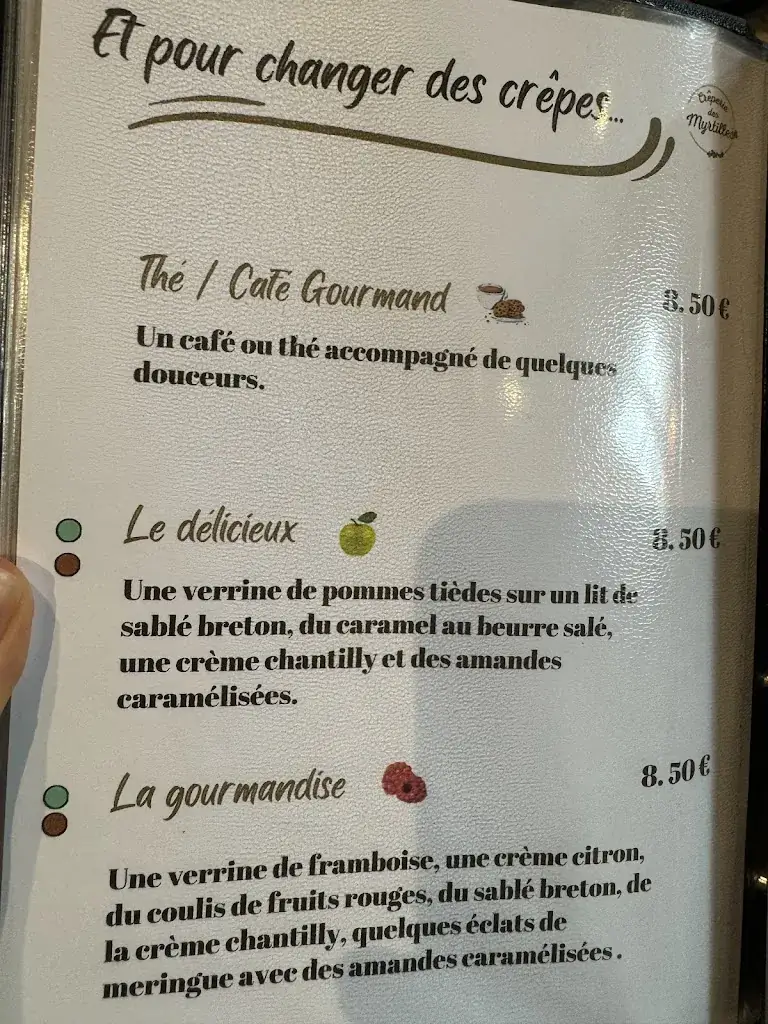 Et pour changer des crêpes...
Crêperie
des
Myrtilles
Thé / Café Gourmand
8.50€
Un café ou thé accompagné de quelques
douceurs.
Le délicieux
8.50€
Une verrine de pommes tièdes sur un lit de
sablé breton, du caramel au beurre salé,
une crème chantilly et des amandes
caramélisées.
La gourmandise
8.50€
Une verrine de framboise, une crème citron,
du coulis de fruits rouges, du sablé breton, de
la crème chantilly, quelques éclats de
meringue avec des amandes caramélisées.